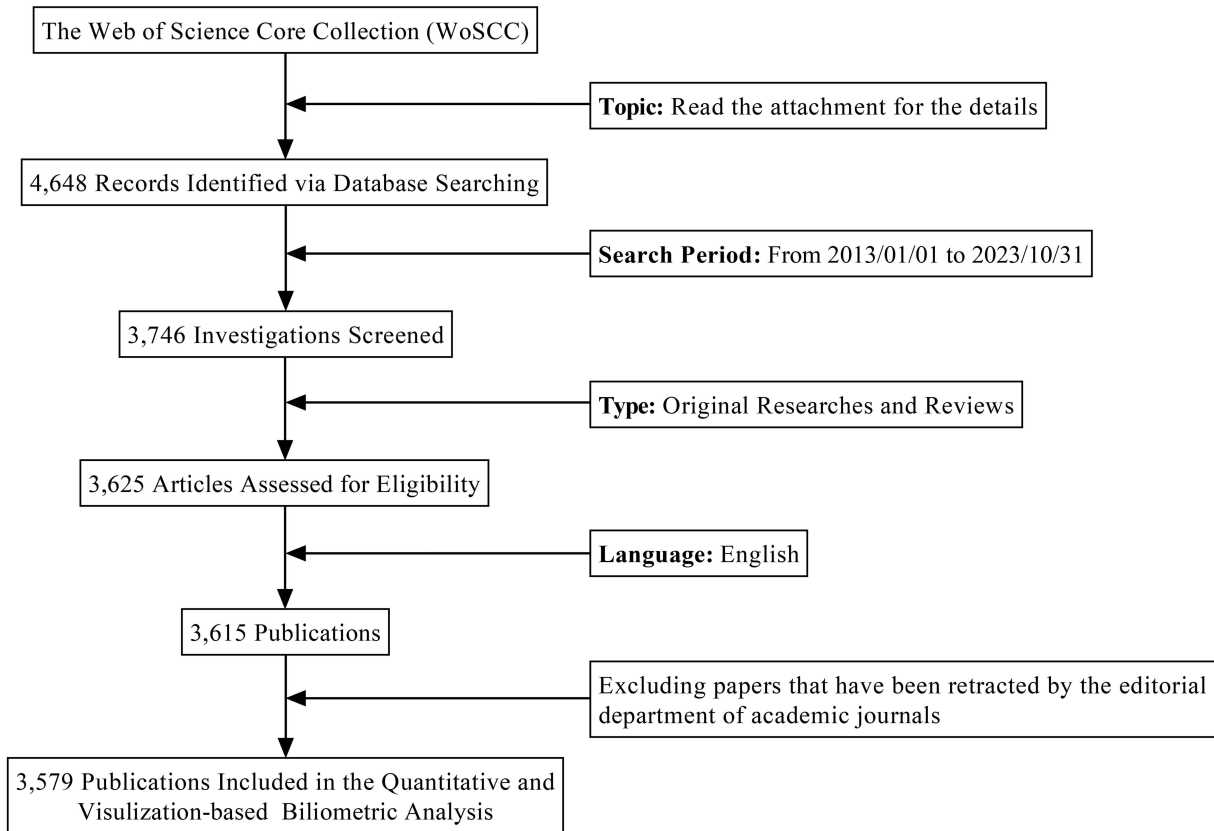 The Web of Science Core Collection (WoSCC)
Topic: Read the attachment for the details
4,648 Records Identified via Database Searching
Search Period: From 2013/01/01 to 2023/10/31
3,746 Investigations Screened
Type: Original Researches and Reviews
3,625 Articles Assessed for Eligibility
Language: English
3,615 Publications
Excluding papers that have been retracted by the editorial
department of academic journals
3,579 Publications Included in the Quantitative and
Visulization-based Biliometric Analysis